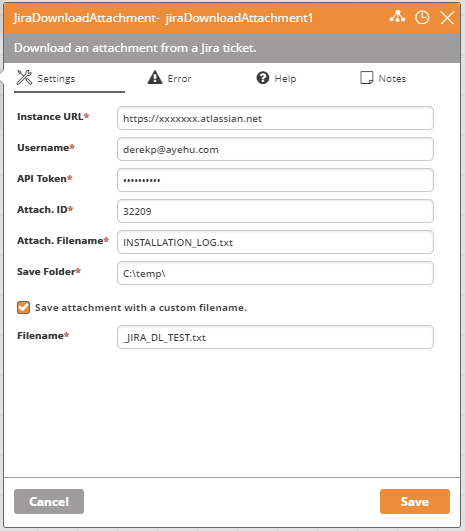 JiraDownloadAttachment- jiraDownloadAttachment1
Download an attachment from a Jira ticket.
Settings Error Help Notes
Instance URL* https://xxxxxxx.atlassian.net
Username* derekp@ayehu.com
API Token* ••••••••••
Attach. ID* 32209
Attach. Filename* INSTALLATION_LOG.txt
Save Folder* C:\temp\
Save attachment with a custom filename.
Filename* _JIRA_DL_TEST.txt
Cancel Save